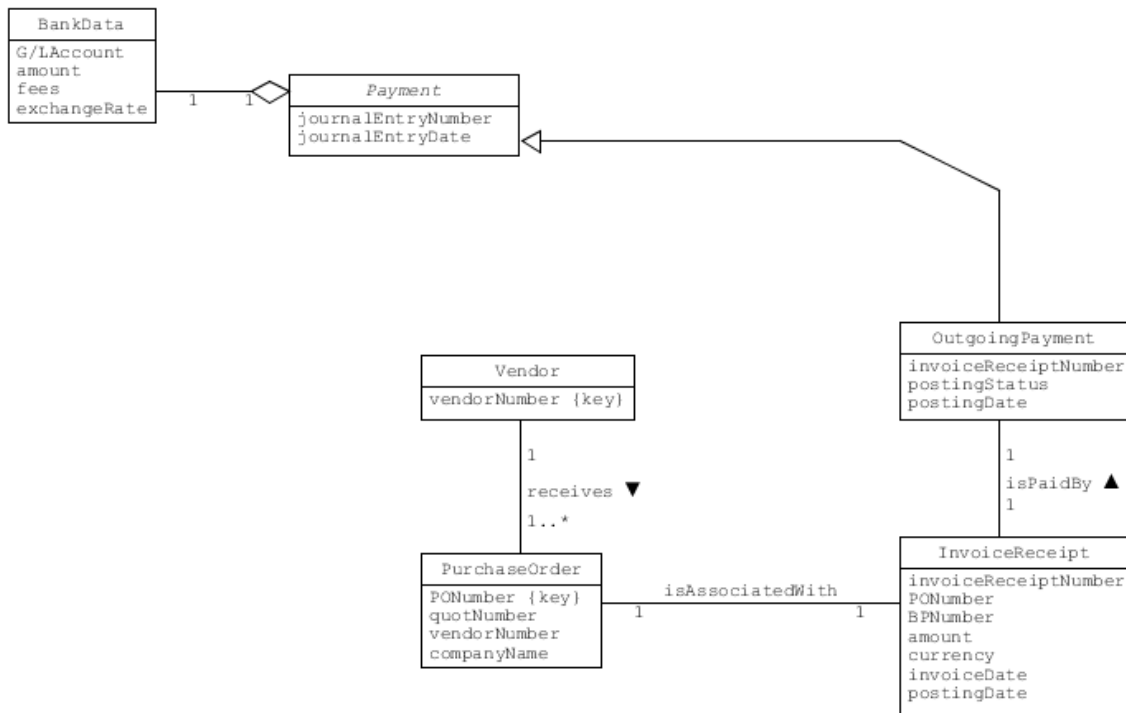 BankData
G/LAccount
amount
fees
exchangeRate
1
1
Payment
journalEntryNumber
journalEntryDate
OutgoingPayment
invoiceReceiptNumber
postingStatus
postingDate
Vendor
vendorNumber {key}
1
receives ▼
1..*
1
isPaidBy ▲
1
PurchaseOrder
PONumber {key}
quotNumber
vendorNumber
companyName
isAssociatedWith
1
1
InvoiceReceipt
invoiceReceiptNumber
PONumber
BPNumber
amount
currency
invoiceDate
postingDate